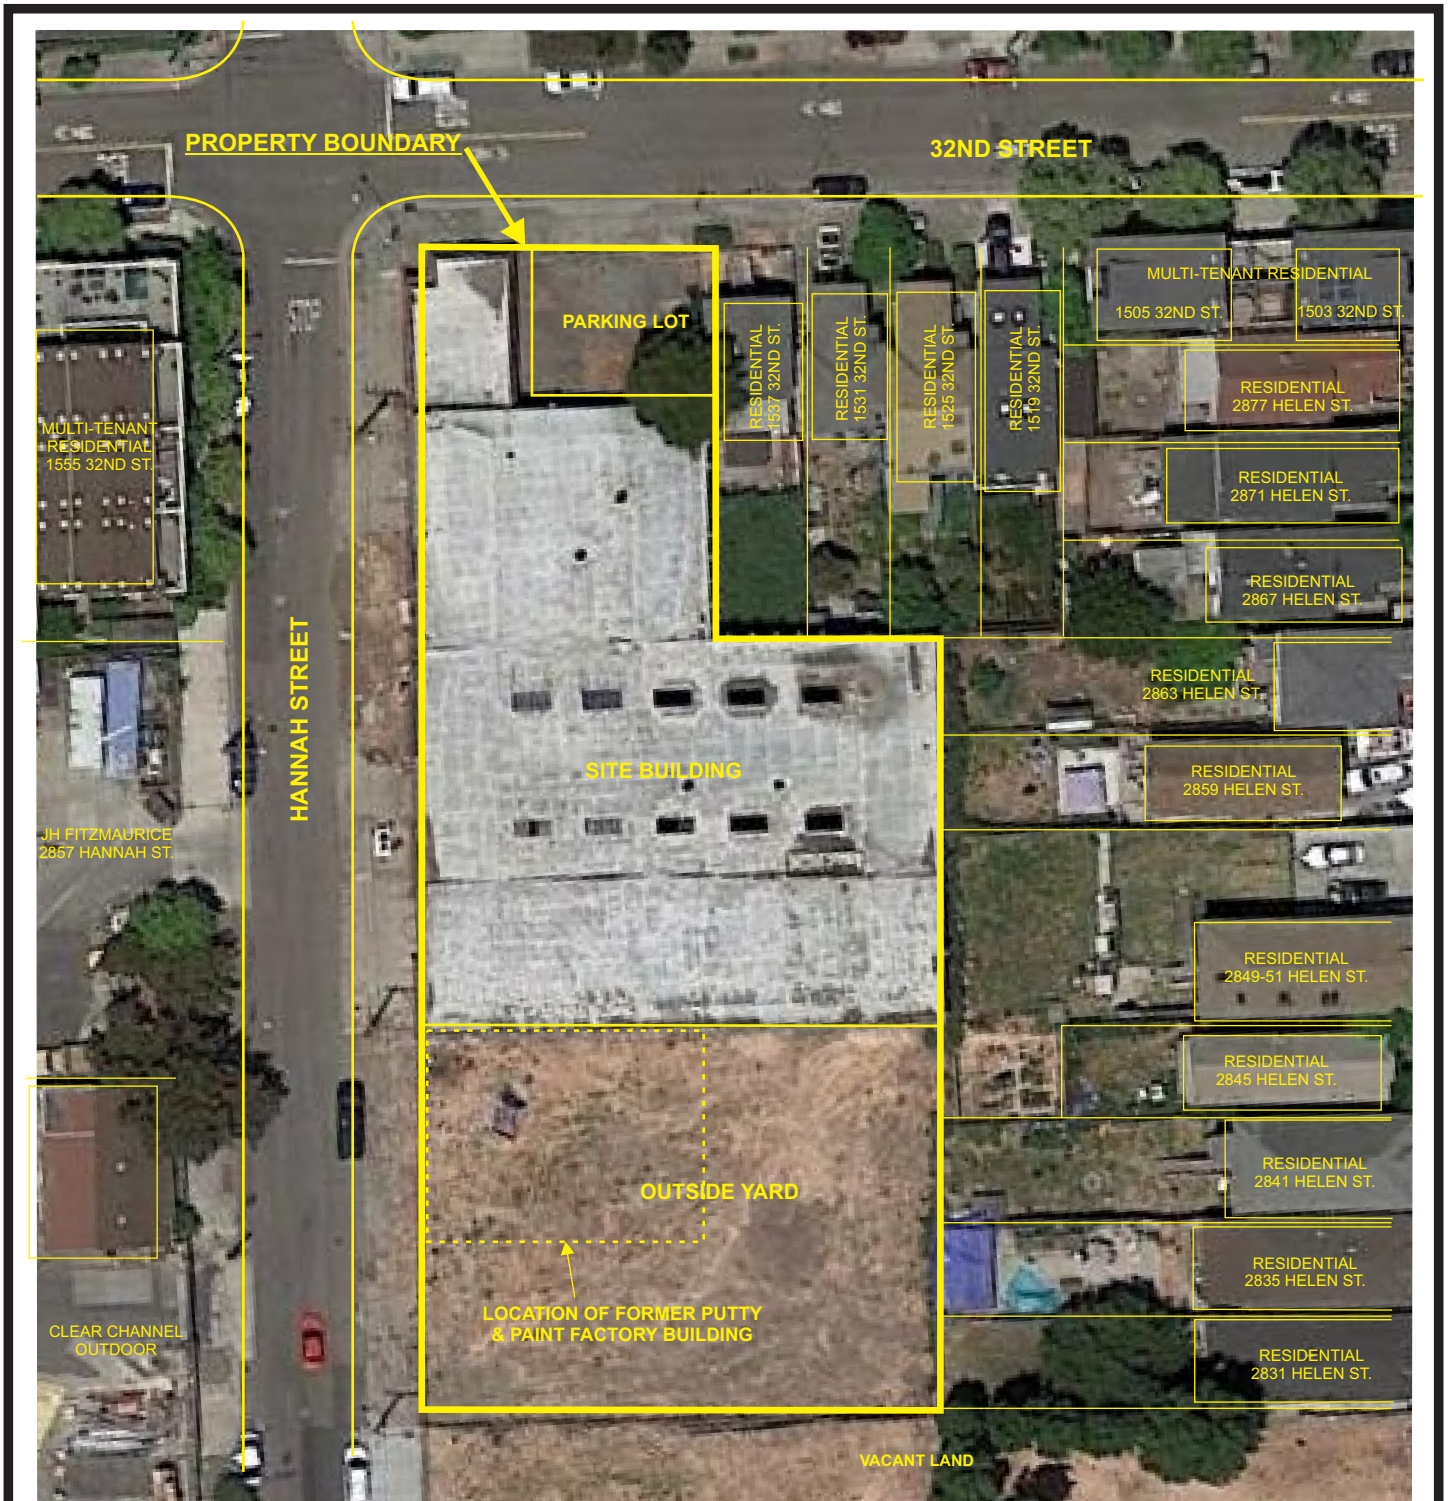 PROPERTY BOUNDARY
32ND STREET
MULTI-TENANT RESIDENTIAL
1505 32ND ST.
1503 32ND ST.
PARKING LOT
RESIDENTIAL
1537 32ND ST.
RESIDENTIAL
1531 32ND ST.
RESIDENTIAL
1525 32ND ST.
RESIDENTIAL
1519 32ND ST.
RESIDENTIAL
2877 HELEN ST.
MULTI-TENANT
RESIDENTIAL
1555 32ND ST.
RESIDENTIAL
2871 HELEN ST.
RESIDENTIAL
2867 HELEN ST.
HANNAH STREET
RESIDENTIAL
2863 HELEN ST.
SITE BUILDING
RESIDENTIAL
2859 HELEN ST.
JH FITZMAURICE
2857 HANNAH ST.
RESIDENTIAL
2849-51 HELEN ST.
RESIDENTIAL
2845 HELEN ST.
OUTSIDE YARD
RESIDENTIAL
2841 HELEN ST.
RESIDENTIAL
2835 HELEN ST.
LOCATION OF FORMER PUTTY
& PAINT FACTORY BUILDING
CLEAR CHANNEL
OUTDOOR
RESIDENTIAL
2831 HELEN ST.
VACANT LAND